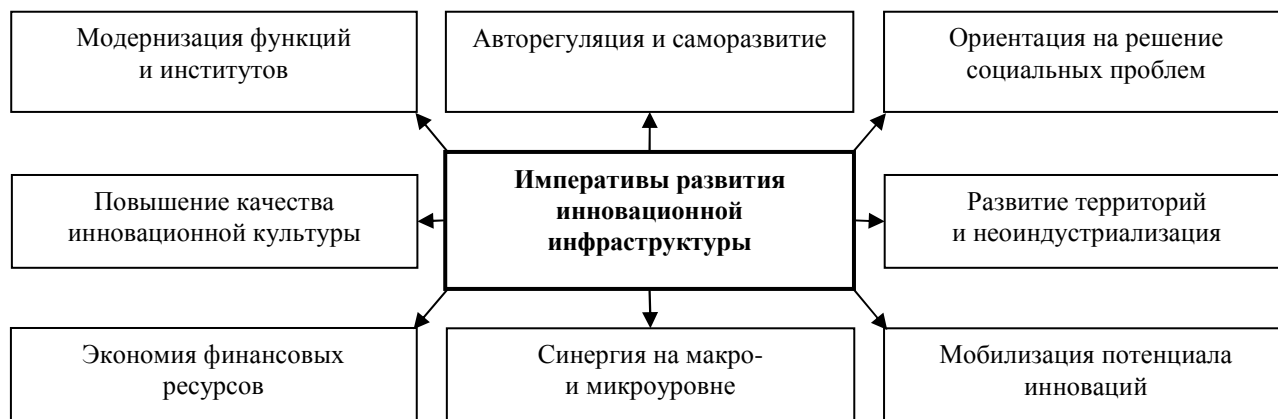 Модернизация функций
и институтов
Авторегуляция и саморазвитие
Ориентация на решение
социальных проблем
Повышение качества
инновационной культуры
Императивы развития
инновационной
инфраструктуры
Развитие территорий
и неоиндустриализация
Экономия финансовых
ресурсов
Синергия на макро-
и микроуровне
Мобилизация потенциала
инноваций